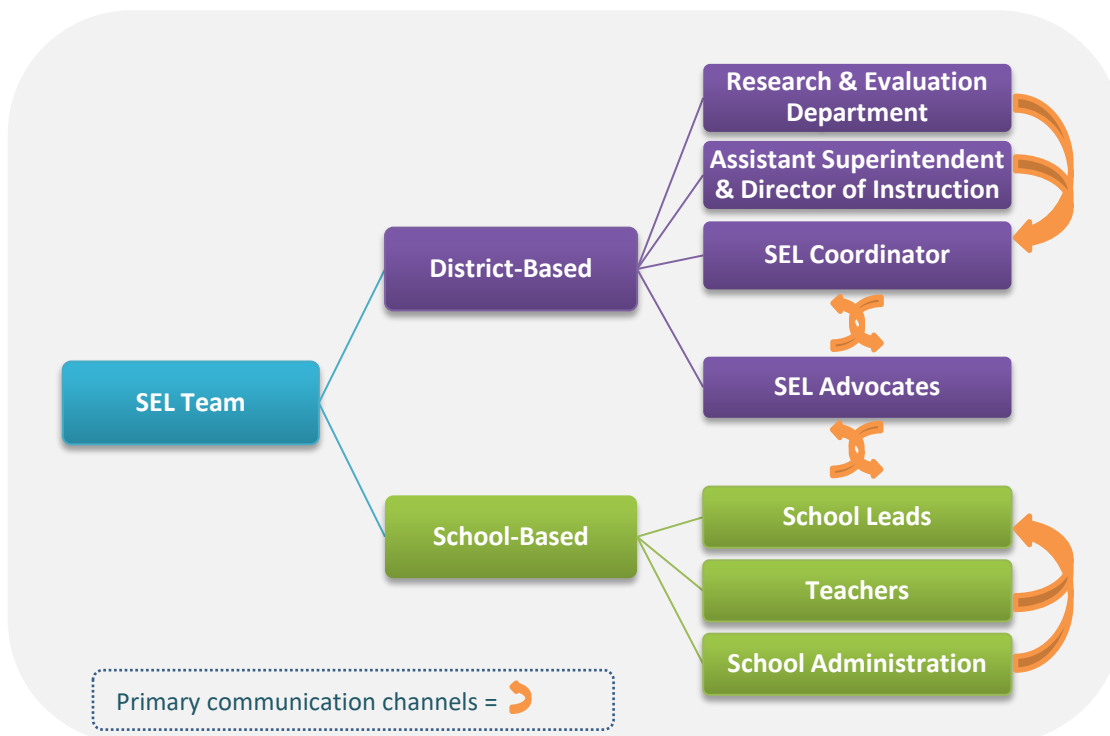 Research & Evaluation
Department
Assistant Superintendent
& Director of Instruction
District-Based
SEL Coordinator
SEL Team
SEL Advocates
School-Based
School Leads
Teachers
School Administration
Primary communication channels =